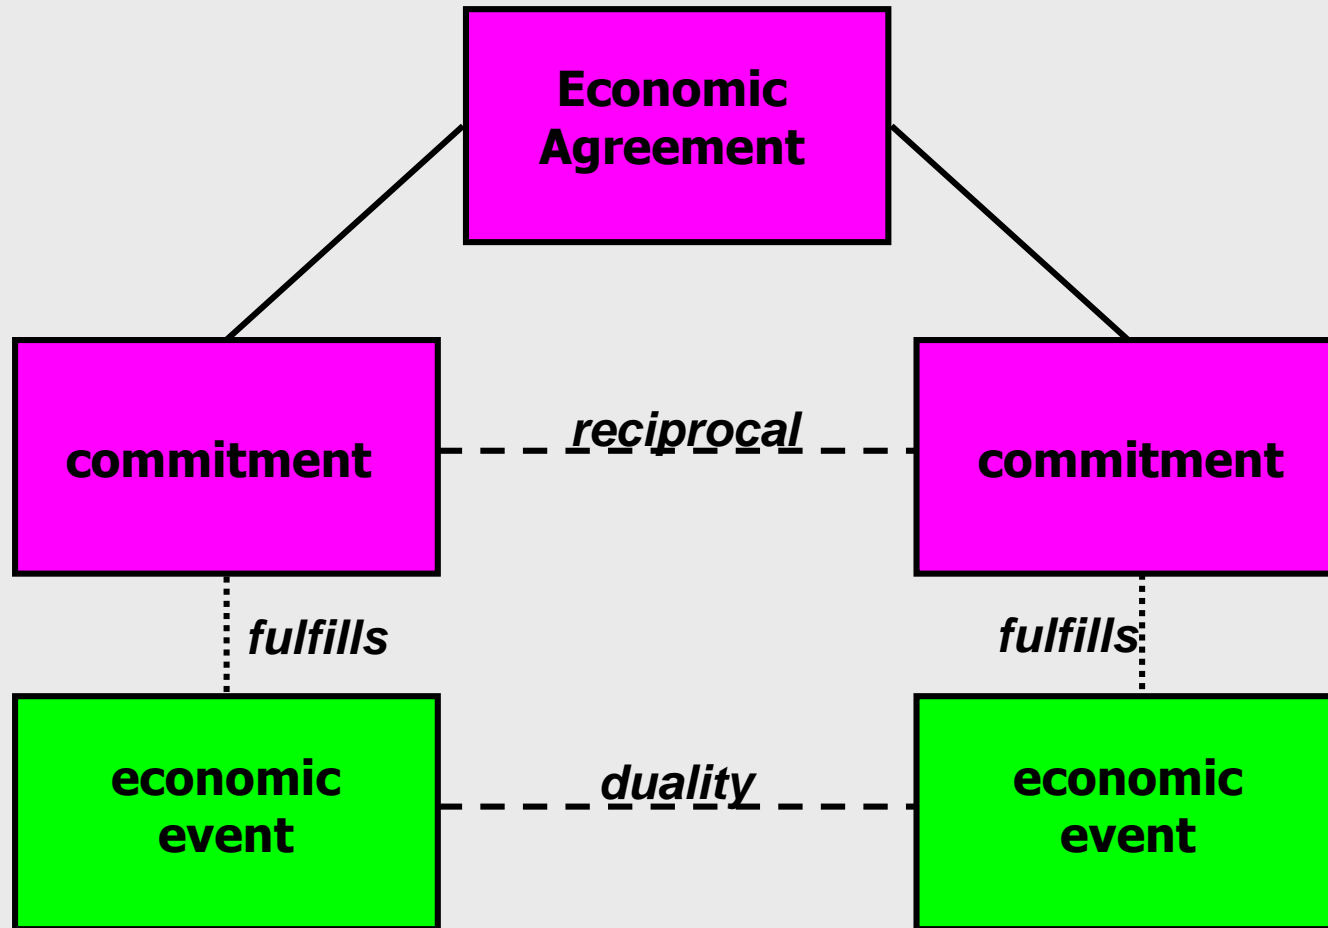 Economic
Agreement
reciprocal
commitment
commitment
fulfills
fulfills
economic
event
duality
economic
event